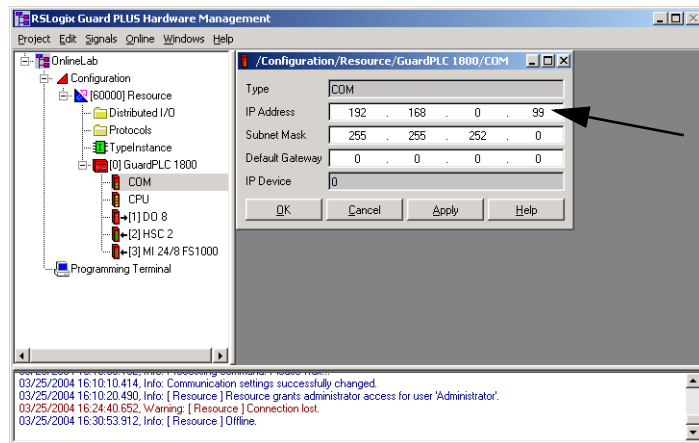 RSLogix Guard PLUS Hardware Management
Project Edit Signals Online Windows Help
OnlineLab
Configuration
[60000] Resource
Distributed I/O
Protocols
TypeInstance
[0] GuardPLC 1800
COM
CPU
[1] DO 8
[2] HSC 2
[3] MI 24/8 FS1000
Programming Terminal
/Configuration/Resource/GuardPLC 1800/COM
Type COM
IP Address 192 . 168 . 0 . 99
Subnet Mask 255 . 255 . 252 . 0
Default Gateway 0 . 0 . 0 . 0
IP Device 0
OK Cancel Apply Help
03/25/2004 16:10:10.414, Info: Communication settings successfully changed.
03/25/2004 16:10:20.490, Info: [ Resource ] Resource grants administrator access for user 'Administrator'.
03/25/2004 16:24:40.652, Warning: [ Resource ] Connection lost.
03/25/2004 16:30:53.912, Info: [ Resource ] Offline.